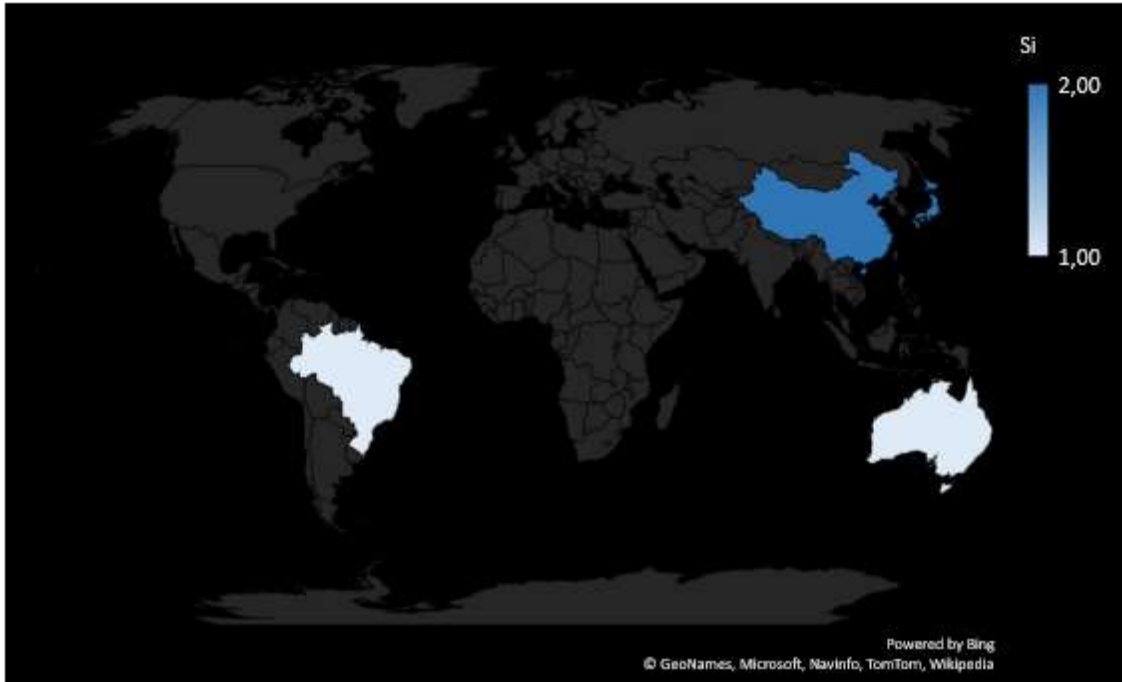 Si
2,00
1,00
Powered by Bing
© GeoNames, Microsoft, Navinfo, TomTom, Wikipedia